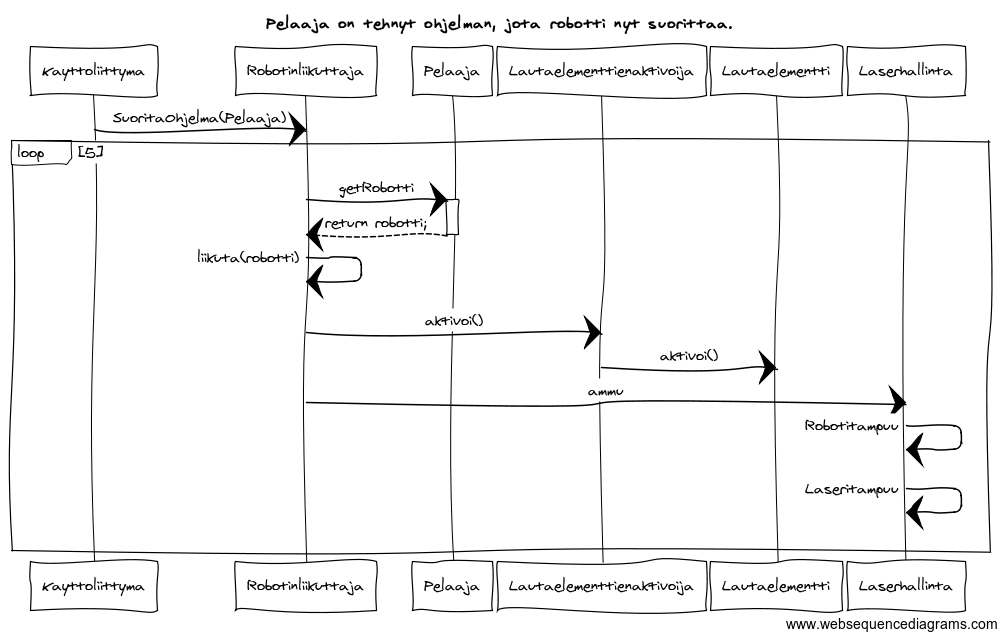 Pelaaja on tehnyt ohjelman, jota robotti nyt suorittaa.
Kayttoliittyma Robotinliikuttaja Pelaaja Lautaelementtienaktivoija Lautaelementti Laserhallinta
SuoritaOhjelma(Pelaaja)
loop [5]
getRobotti
return robotti;
liikuta(robotti)
aktivoi()
aktivoi()
ammu
Robotitampuu
Laseritampuu
Kayttoliittyma Robotinliikuttaja Pelaaja Lautaelementtienaktivoija Lautaelementti Laserhallinta
www.websequencediagrams.com